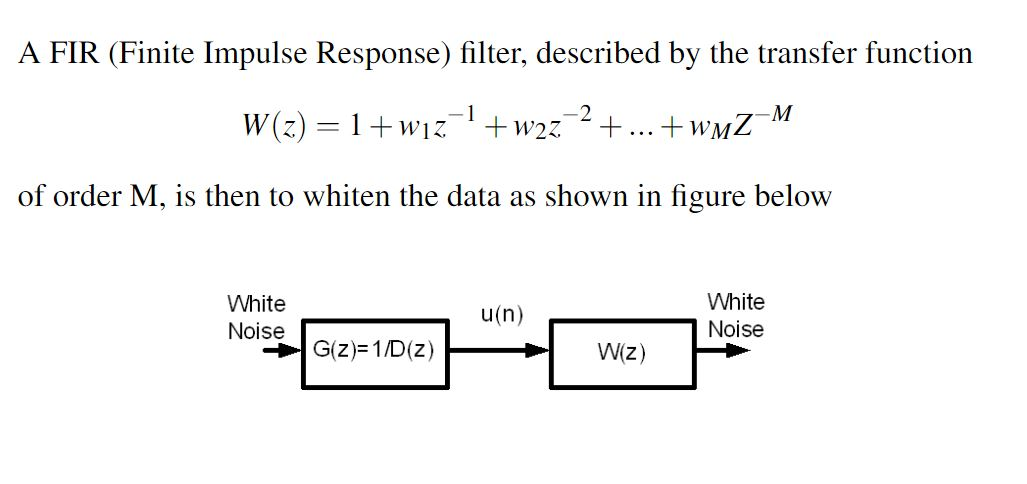 A FIR (Finite Impulse Response) filter, described by the transfer function
W(z) = 1 + w₁z⁻¹ + w₂z⁻² + ... + w_M Z^{-M}
of order M, is then to whiten the data as shown in figure below
White
Noise
G(z)=1/D(z)
u(n)
W(z)
White
Noise